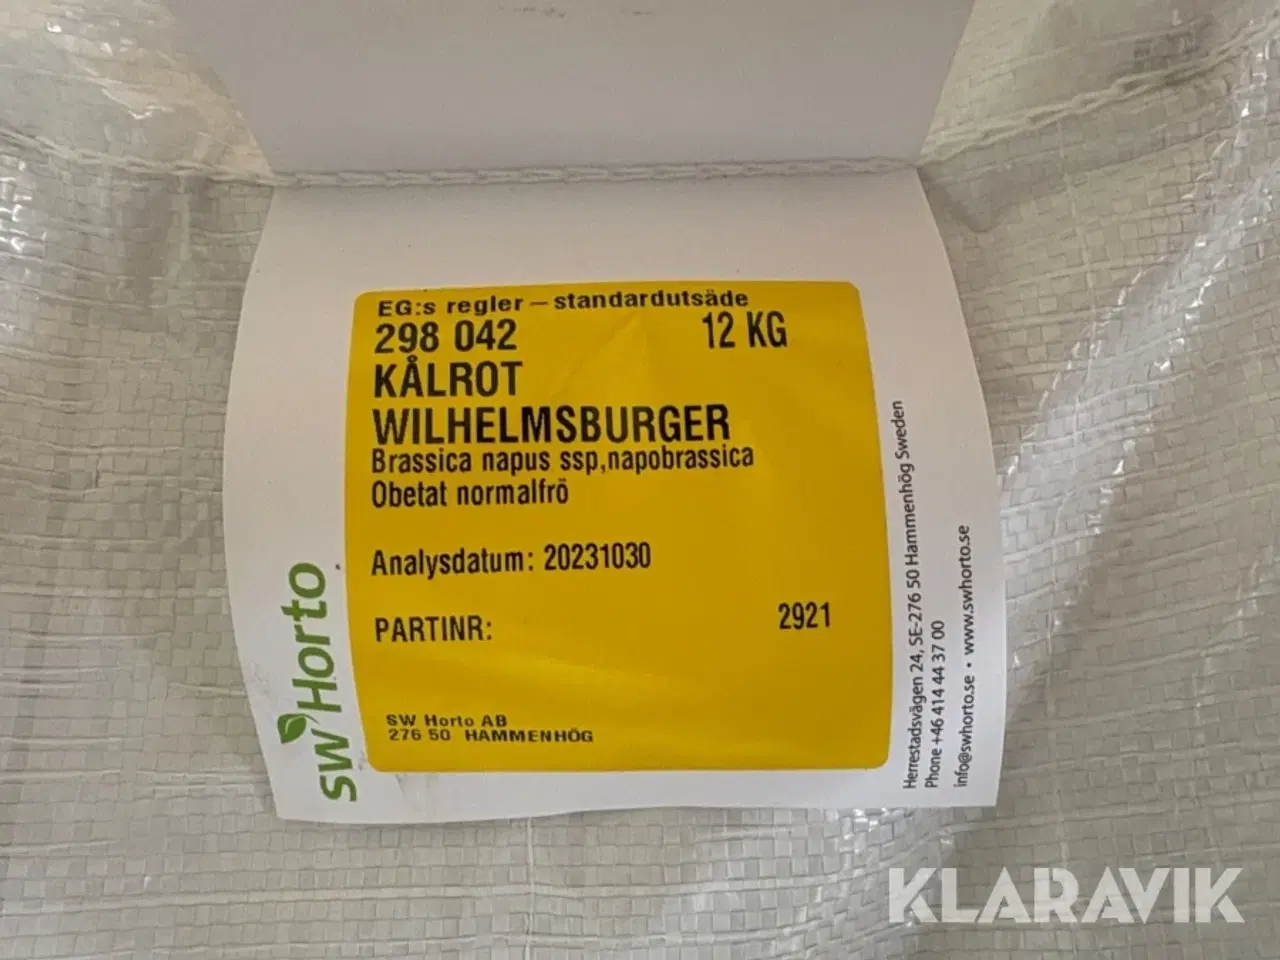 EG:s regler – standardutsäde
298 042 12 KG
KÅLROT
WILHELMSBURGER
Brassica napus ssp,napobrassica
Obetat normalfrö
Analysdatum: 20231030
PARTINR: 2921
SW Horto AB
276 50 HAMMENHÖG
sw Horto
Herrestadsvägen 24, SE-276 50 Hammenhög Sweden
Phone +46 414 44 37 00
info@swhorto.se • www.swhorto.se
KLARAVIK